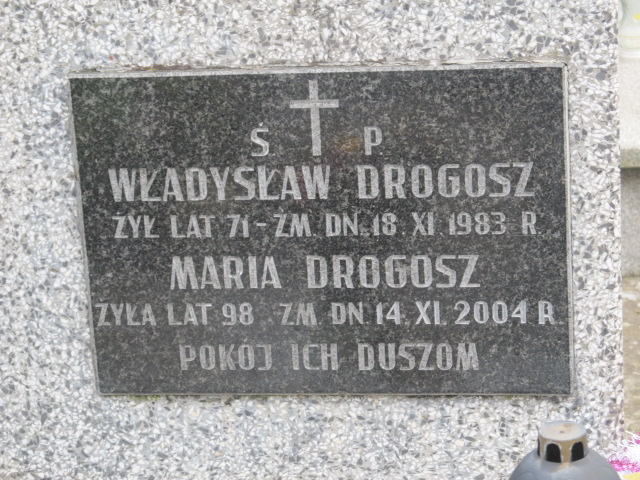 Ś. P.
WŁADYSŁAW DROGOSZ
ŻYŁ LAT 71 - ZM. DN. 18. XI. 1983 R.
MARIA DROGOSZ
ŻYŁA LAT 98 ZM. DN. 14. XI. 2004 R.
POKÓJ ICH DUSZOM